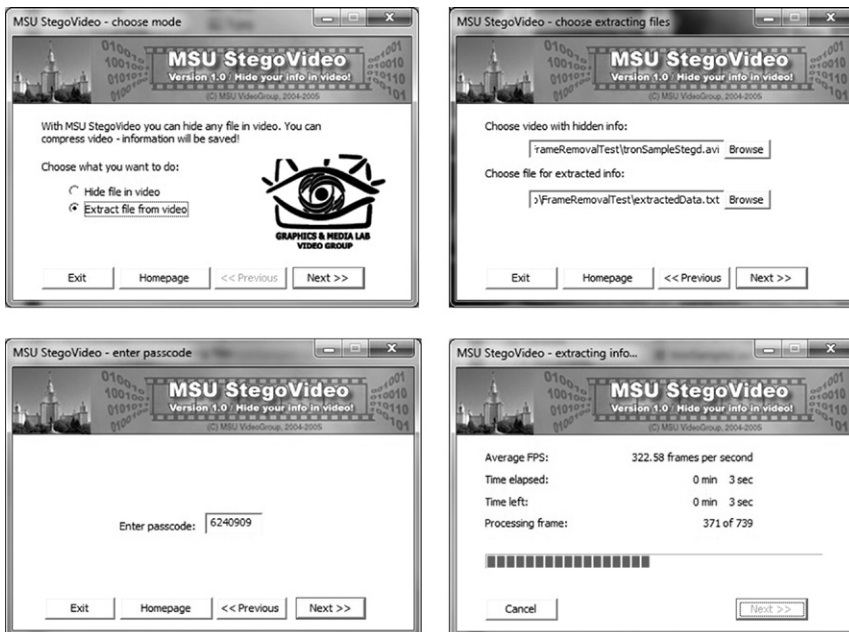 MSU StegoVideo - choose mode
MSU StegoVideo
Version 1.0 / Hide your info in video!
(C) MSU VideoGroup, 2004-2005
With MSU StegoVideo you can hide any file in video. You can
compress video - information will be saved!
Choose what you want to do:
Hide file in video
Extract file from video
GRAPHICS & MEDIA LAB
VIDEO GROUP
Exit Homepage << Previous Next >>
MSU StegoVideo - choose extracting files
MSU StegoVideo
Version 1.0 / Hide your info in video!
(C) MSU VideoGroup, 2004-2005
Choose video with hidden info:
rameRemovalTest\tronSampleStegd.avi Browse
Choose file for extracted info:
\FrameRemovalTest\extractedData.txt Browse
Exit Homepage << Previous Next >>
MSU StegoVideo - enter passcode
MSU StegoVideo
Version 1.0 / Hide your info in video!
(C) MSU VideoGroup, 2004-2005
Enter passcode: 6240909
Exit Homepage << Previous Next >>
MSU StegoVideo - extracting info...
MSU StegoVideo
Version 1.0 / Hide your info in video!
(C) MSU VideoGroup, 2004-2005
Average FPS: 322.58 frames per second
Time elapsed: 0 min 3 sec
Time left: 0 min 3 sec
Processing frame: 371 of 739
Cancel Next >>